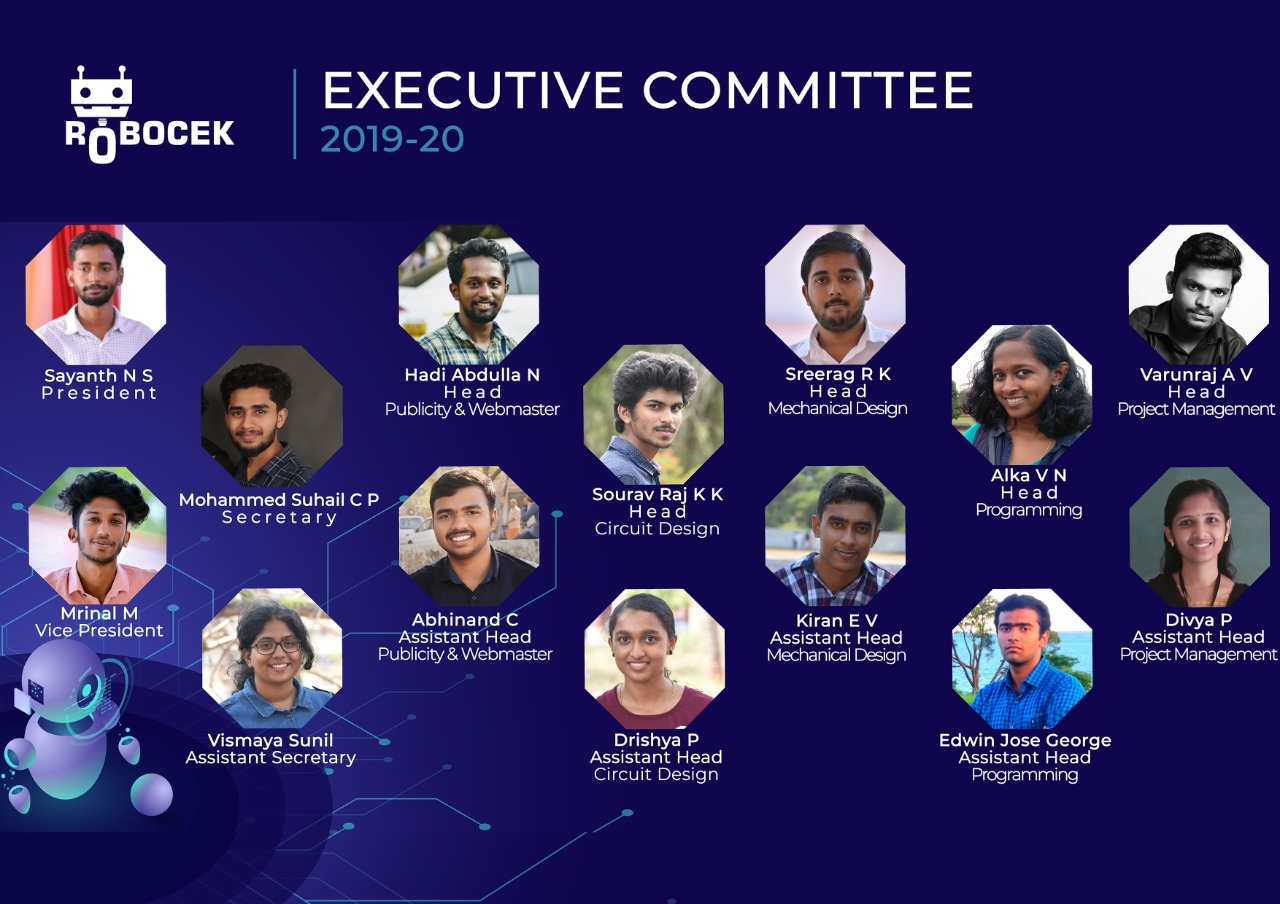 ROBOCEK
EXECUTIVE COMMITTEE
2019-20
Sayanth N S
President
Mohammed Suhail C P
Secretary
Hadi Abdulla N
Head
Publicity & Webmaster
Sourav Raj K K
Head
Circuit Design
Sreerag R K
Head
Mechanical Design
Alka V N
Head
Programming
Varunraj A V
Head
Project Management
Mrinal M
Vice President
Vismaya Sunil
Assistant Secretary
Abhinand C
Assistant Head
Publicity & Webmaster
Drishya P
Assistant Head
Circuit Design
Kiran E V
Assistant Head
Mechanical Design
Edwin Jose George
Assistant Head
Programming
Divya P
Assistant Head
Project Management